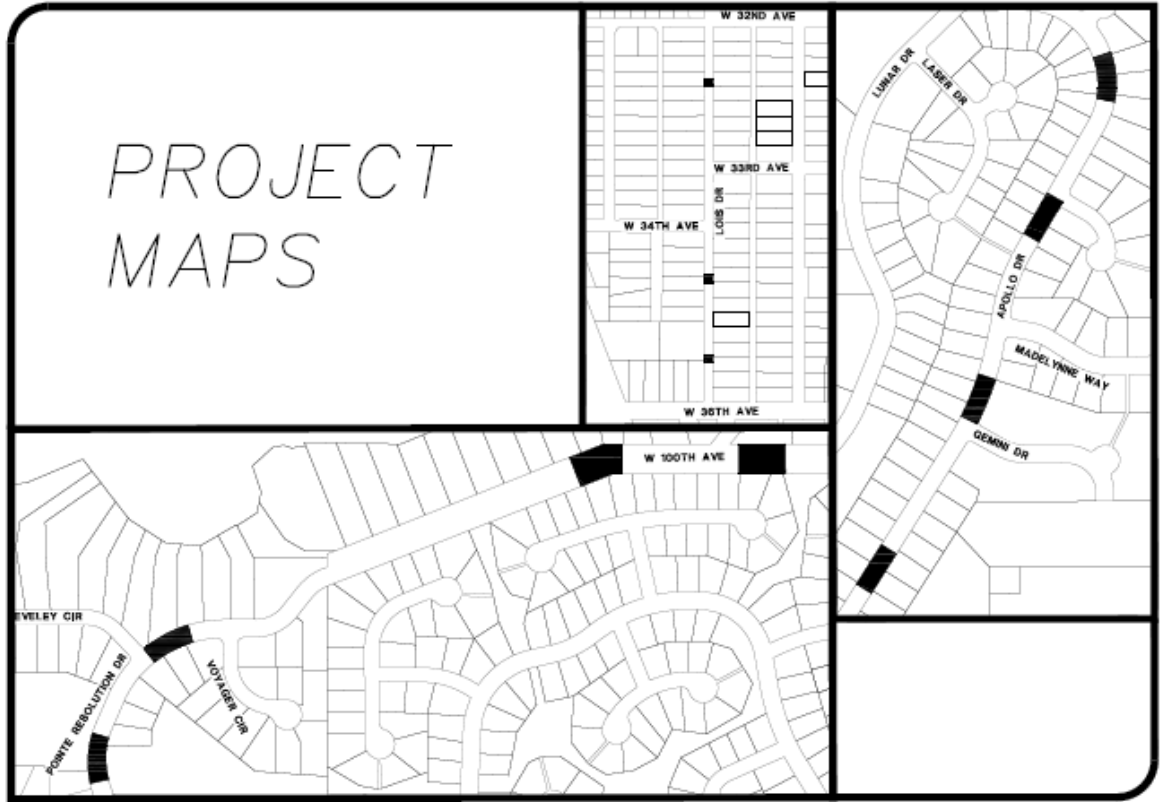 PROJECT
MAPS
W 32ND AVE
W 33RD AVE
LOIS DR
W 34TH AVE
W 36TH AVE
LUNAR DR
LASER DR
APOLLO DR
MADELYNNE WAY
GEMINI DR
W 100TH AVE
EVELEY CIR
POINTE RESOLUTION DR
VOYAGER CIR